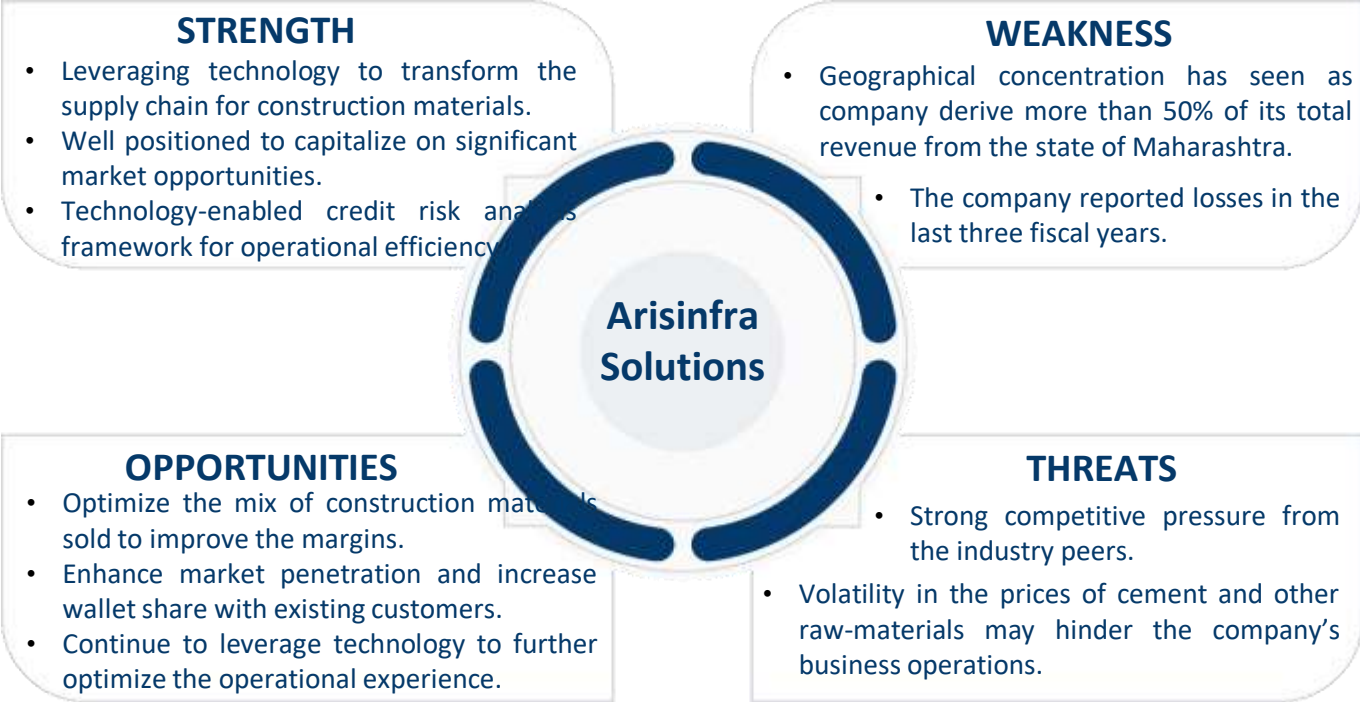 STRENGTH
• Leveraging technology to transform the
supply chain for construction materials.
• Well positioned to capitalize on significant
market opportunities.
• Technology-enabled credit risk analysis
framework for operational efficiency
WEAKNESS
• Geographical concentration has seen as
company derive more than 50% of its total
revenue from the state of Maharashtra.
• The company reported losses in the
last three fiscal years.
Arisinfra
Solutions
OPPORTUNITIES
• Optimize the mix of construction materials
sold to improve the margins.
• Enhance market penetration and increase
wallet share with existing customers.
• Continue to leverage technology to further
optimize the operational experience.
THREATS
• Strong competitive pressure from
the industry peers.
• Volatility in the prices of cement and other
raw-materials may hinder the company’s
business operations.